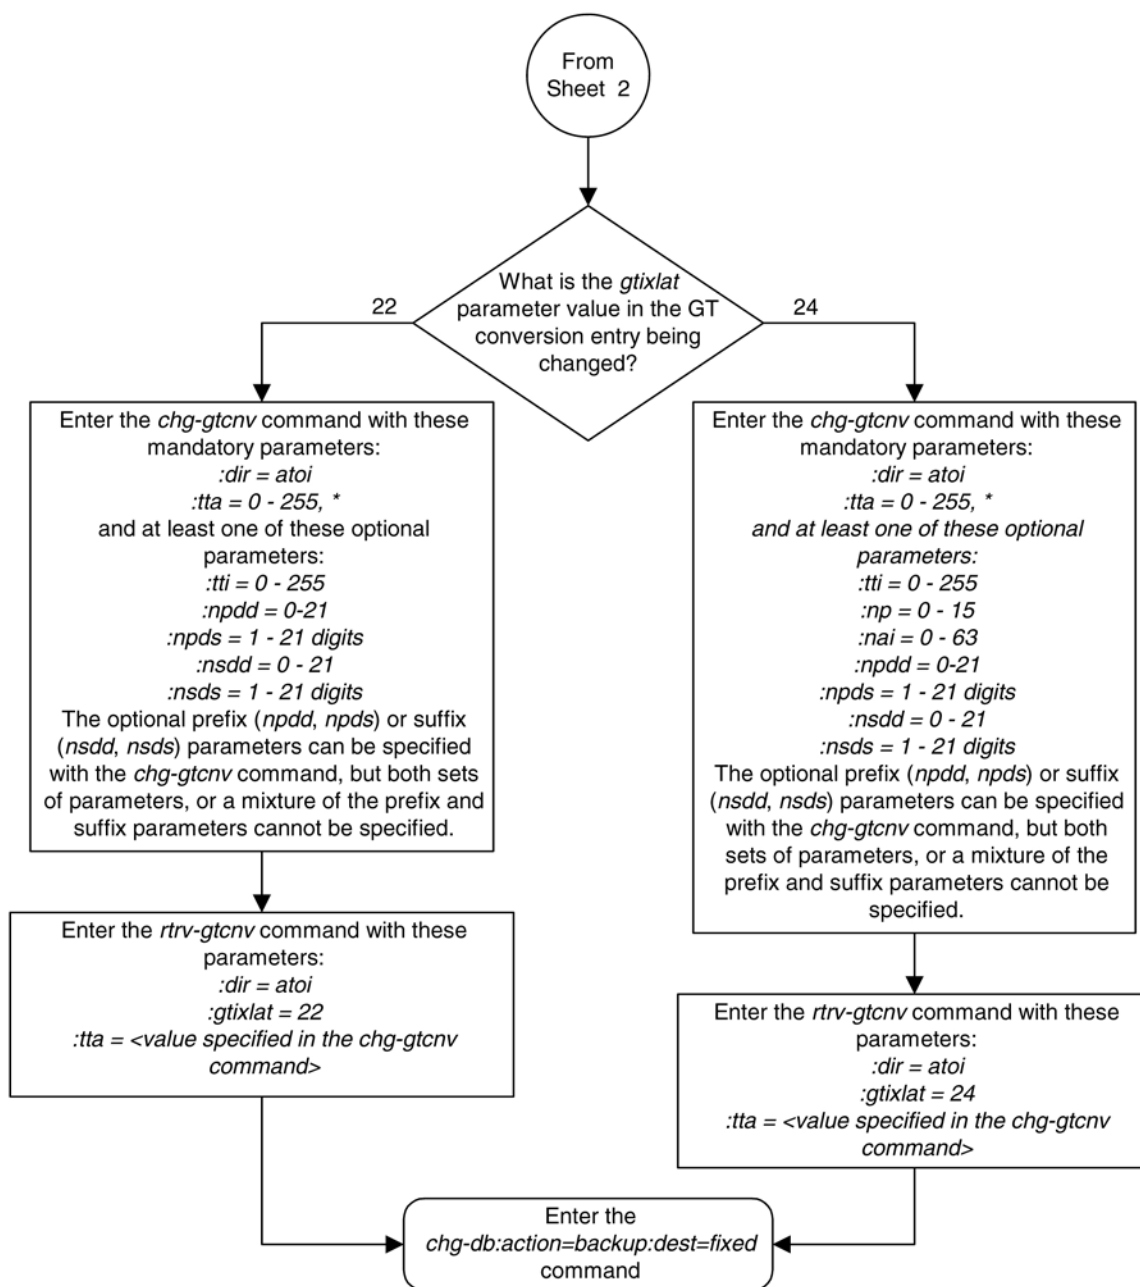 From
Sheet 2
What is the gtixlat
parameter value in the GT
conversion entry being
changed?
22
24
Enter the chg-gtcnv command with these
mandatory parameters:
:dir = atoi
:tta = 0 - 255, *
and at least one of these optional
parameters:
:tti = 0 - 255
:npdd = 0-21
:npds = 1 - 21 digits
:nsdd = 0 - 21
:nsds = 1 - 21 digits
The optional prefix (npdd, npds) or suffix
(nsdd, nsds) parameters can be specified
with the chg-gtcnv command, but both sets
of parameters, or a mixture of the prefix and
suffix parameters cannot be specified.
Enter the rtrv-gtcnv command with these
parameters:
:dir = atoi
:gtixlat = 22
:tta = <value specified in the chg-gtcnv
command>
Enter the chg-gtcnv command with these
mandatory parameters:
:dir = atoi
:tta = 0 - 255, *
and at least one of these optional
parameters:
:tti = 0 - 255
:np = 0 - 15
:nai = 0 - 63
:npdd = 0-21
:npds = 1 - 21 digits
:nsdd = 0 - 21
:nsds = 1 - 21 digits
The optional prefix (npdd, npds) or suffix
(nsdd, nsds) parameters can be specified
with the chg-gtcnv command, but both
sets of parameters, or a mixture of the
prefix and suffix parameters cannot be
specified.
Enter the rtrv-gtcnv command with these
parameters:
:dir = atoi
:gtixlat = 24
:tta = <value specified in the chg-gtcnv
command>
Enter the
chg-db:action=backup:dest=fixed
command